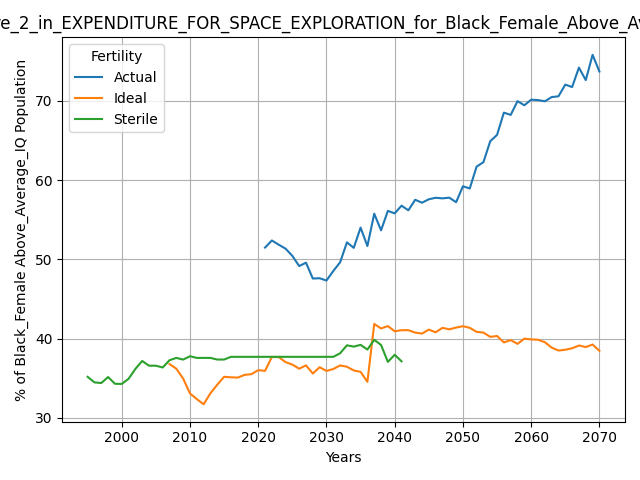 re_2_in_EXPENDITURE_FOR_SPACE_EXPLORATION_for_Black_Female_Above_Av
Fertility
Actual
Ideal
Sterile
% of Black_Female Above_Average_IQ Population
70
60
50
40
30
2000 2010 2020 2030 2040 2050 2060 2070
Years